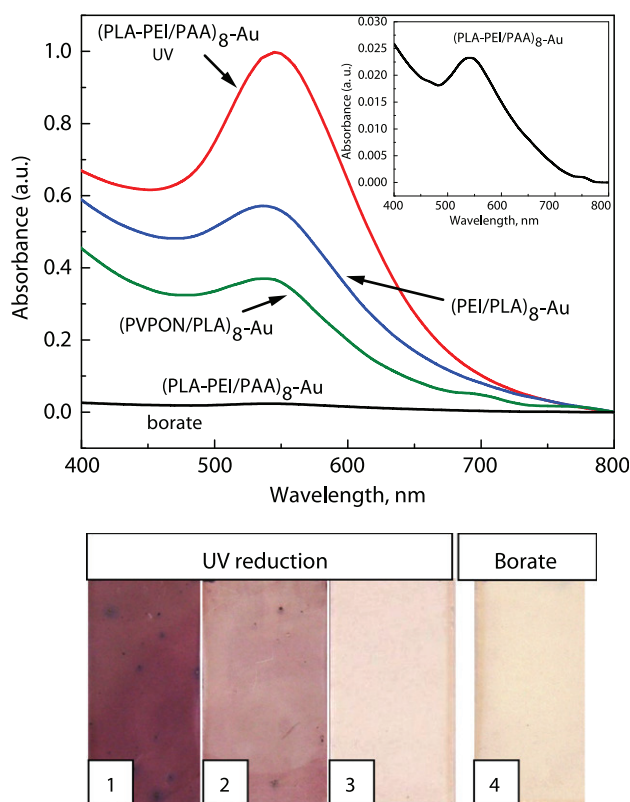 (PLA-PEI/PAA)8-Au
UV
(PEI/PLA)8-Au
(PVPON/PLA)8-Au
(PLA-PEI/PAA)8-Au
borate
Absorbance (a.u.)
1.0
0.8
0.6
0.4
0.2
0.0
400
500
600
700
800
Wavelength, nm
(PLA-PEI/PAA)8-Au
Absorbance (a. u.)
0.030
0.025
0.020
0.015
0.010
0.005
0.000
400
500
600
700
800
Wavelength, nm
UV reduction
Borate
1
2
3
4